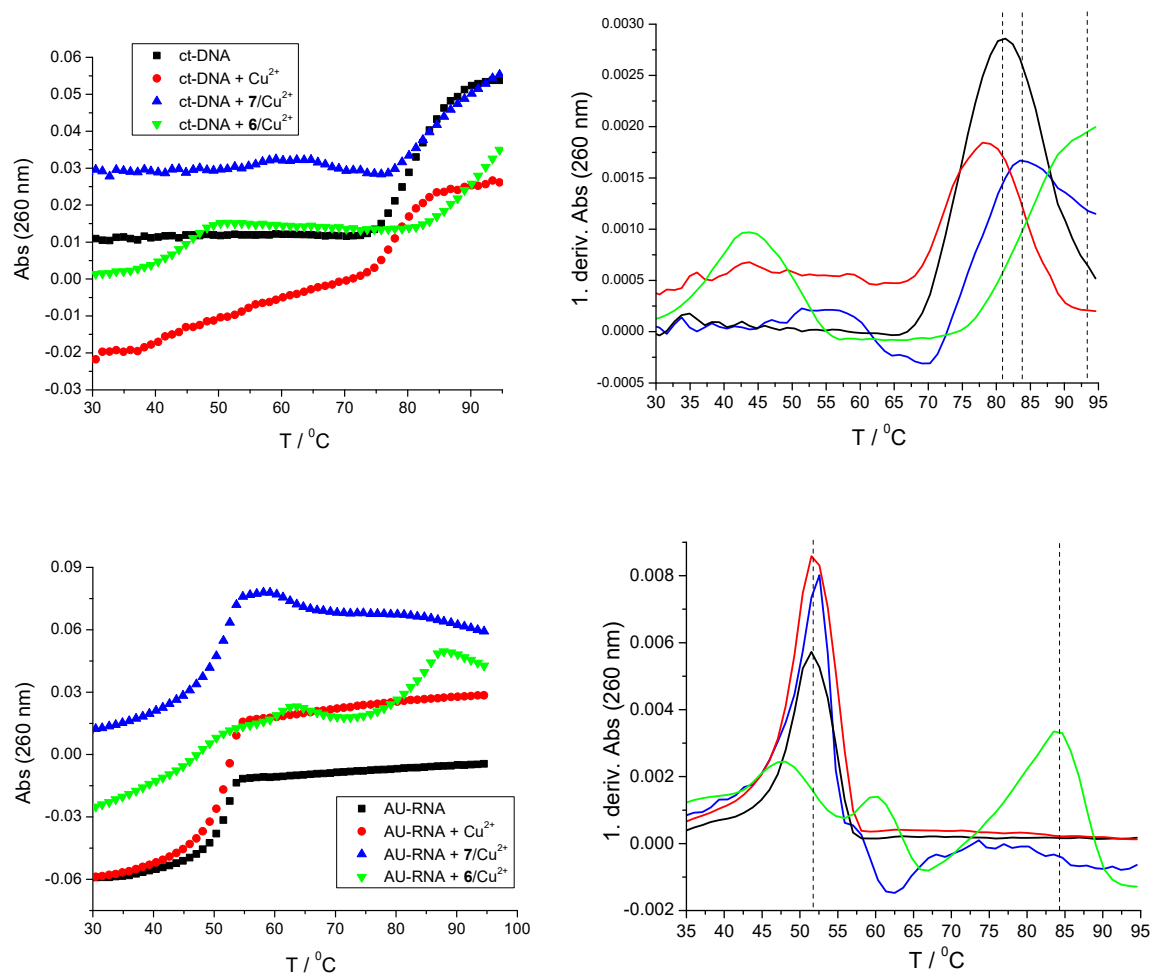 0.06
0.05
0.04
0.03
0.02
0.01
0.00
-0.01
-0.02
-0.03
Abs (260 nm)
ct-DNA
ct-DNA + Cu²⁺
ct-DNA + 7/Cu²⁺
ct-DNA + 6/Cu²⁺
30 40 50 60 70 80 90
T / ⁰C
0.0030
0.0025
0.0020
0.0015
0.0010
0.0005
0.0000
-0.0005
1. deriv. Abs (260 nm)
30 35 40 45 50 55 60 65 70 75 80 85 90 95
T / ⁰C
0.09
0.06
0.03
0.00
-0.03
-0.06
Abs (260 nm)
AU-RNA
AU-RNA + Cu²⁺
AU-RNA + 7/Cu²⁺
AU-RNA + 6/Cu²⁺
30 40 50 60 70 80 90 100
T / ⁰C
0.008
0.006
0.004
0.002
0.000
-0.002
1. deriv. Abs (260 nm)
35 40 45 50 55 60 65 70 75 80 85 90 95
T / ⁰C